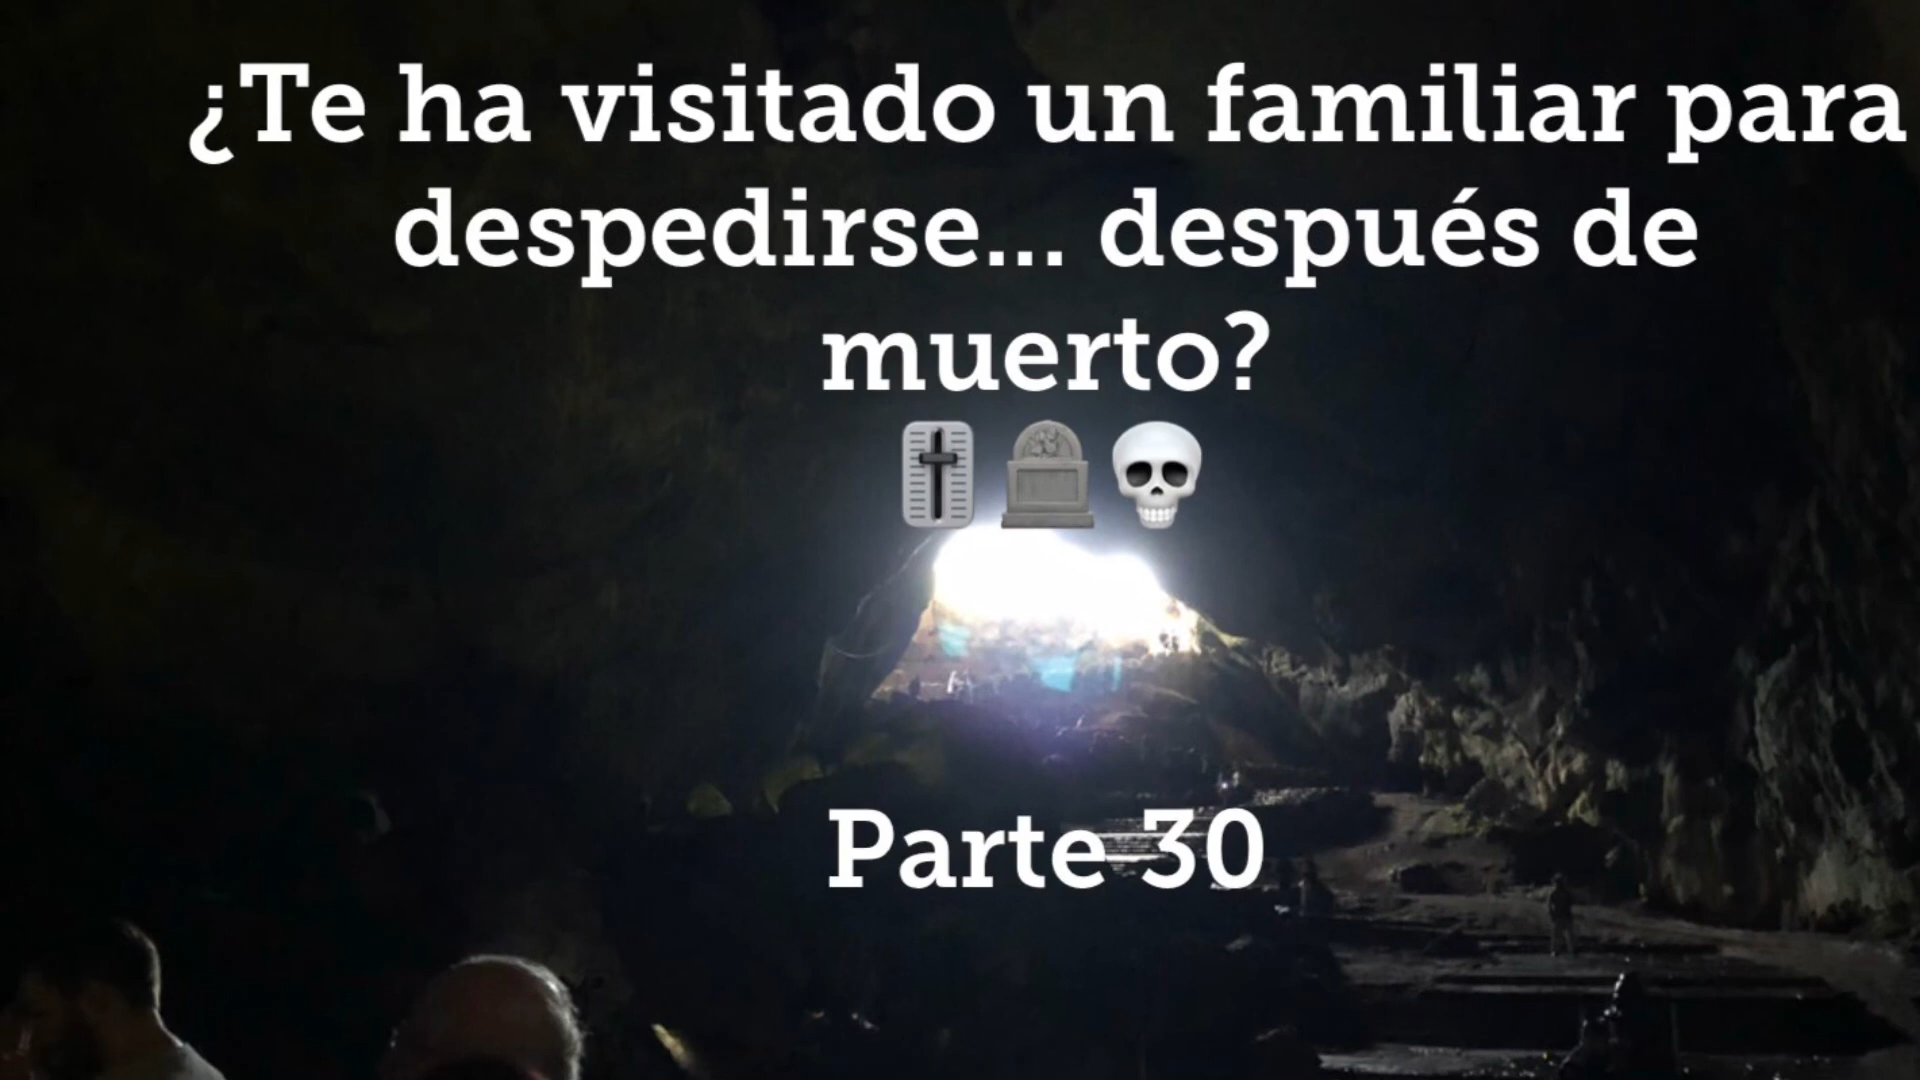 ¿Te ha visitado un familiar para
despedirse... después de
muerto?
Parte 30